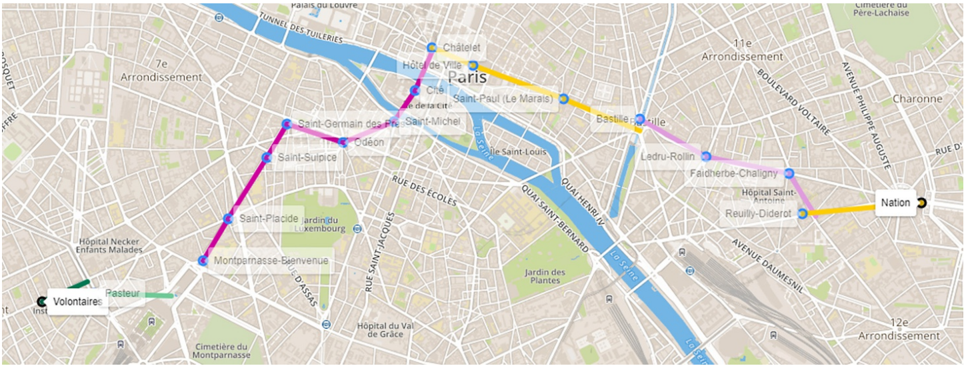 Palais du Louvre
Cimetière du
Père-Lachaise
TUNNEL DES TUILERIES
11e
Arrondissement
7e
Arrondissement
Châtelet
Hôtel de Ville
Paris
BOULEVARD VOLTAIRE
AVENUE PHILIPPE AUGUSTE
Charonne
Cité
Saint-Paul (Le Marais)
Bastille
Saint-Germain des Prés
Saint-Michel
Odéon
La Seine
Île Saint-Louis
Ledru-Rollin
Faidherbe-Chaligny
RUE D'
Saint-Sulpice
RUE DES ÉCOLES
QUAI HENRI IV
QUAI SAINT-BERNARD
Hôpital Saint-
Antoine
Nation
Reuilly-Diderot
Saint-Placide
Jardin du
Luxembourg
RUE SAINT-JACQUES
Hôpital Necker
Enfants Malades
Montparnasse-Bienvenue
RUE D'ASSAS
La Seine
Jardin des
Plantes
AVENUE DAUMESNIL
Pasteur
Volontaires
Hôpital du Val
de Grâce
12e
Arrondissement
Cimetière du
Montparnasse
La Seine